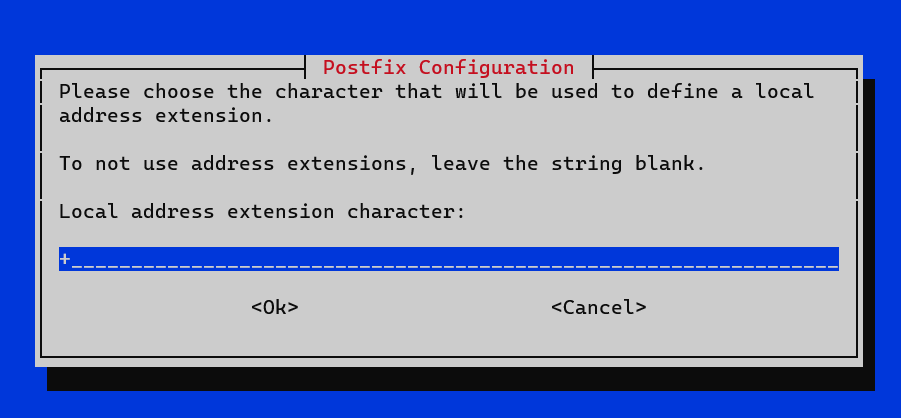 Postfix Configuration
Please choose the character that will be used to define a local
address extension.
To not use address extensions, leave the string blank.
Local address extension character:
+_________________________________________________________________
<Ok> <Cancel>